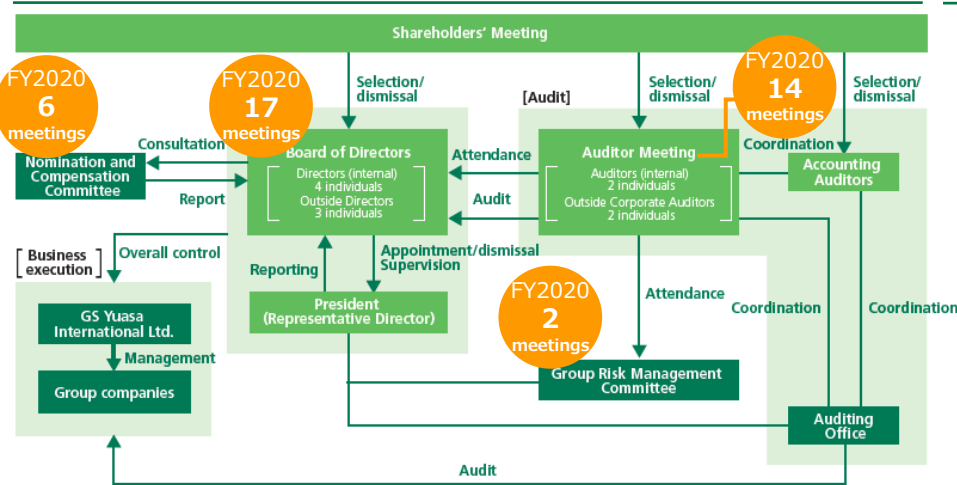 Shareholders' Meeting
FY2020
6
meetings
FY2020
17
meetings
Selection/
dismissal
[Audit]
Selection/
dismissal
FY2020
14
meetings
Selection/
dismissal
Consultation
Nomination and
Compensation
Committee
Report
Board of Directors
Directors (internal)
4 individuals
Outside Directors
3 individuals
Attendance
Audit
Auditor Meeting
Auditors (internal)
2 individuals
Outside Corporate Auditors
2 individuals
Coordination
Accounting
Auditors
[Business
execution]
Overall control
Reporting
Appointment/dismissal
Supervision
President
(Representative Director)
FY2020
2
meetings
Attendance
Coordination
Coordination
GS Yuasa
International Ltd.
Management
Group companies
Group Risk Management
Committee
Auditing
Office
Audit